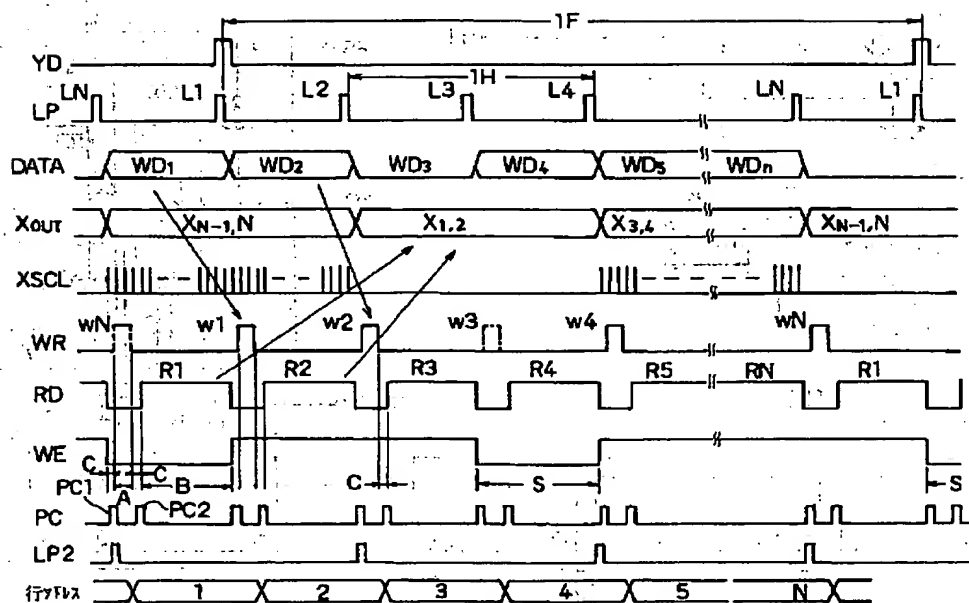 1F
YD
1H
LN L1 L2 L3 L4 LN L1
LP
DATA WD1 WD2 WD3 WD4 WD5 WDn
XOUT XN-1,N X1,2 X3,4 XN-1,N
XSCL
wN w1 w2 w3 w4 wN
WR
R1 R2 R3 R4 R5 RN R1
RD
WE
C C A B C S S
PC1 PC2
PC
LP2
行アドレス 1 2 3 4 5 N